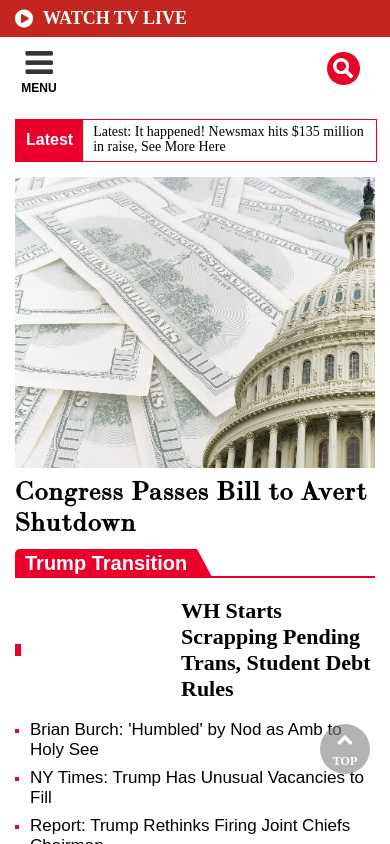 WATCH TV LIVE
MENU
Latest
Latest: It happened! Newsmax hits $135 million
in raise, See More Here
Congress Passes Bill to Avert
Shutdown
Trump Transition
WH Starts
Scrapping Pending
Trans, Student Debt
Rules
Brian Burch: 'Humbled' by Nod as Amb to
Holy See
NY Times: Trump Has Unusual Vacancies to
Fill
TOP
Report: Trump Rethinks Firing Joint Chiefs
Chairman